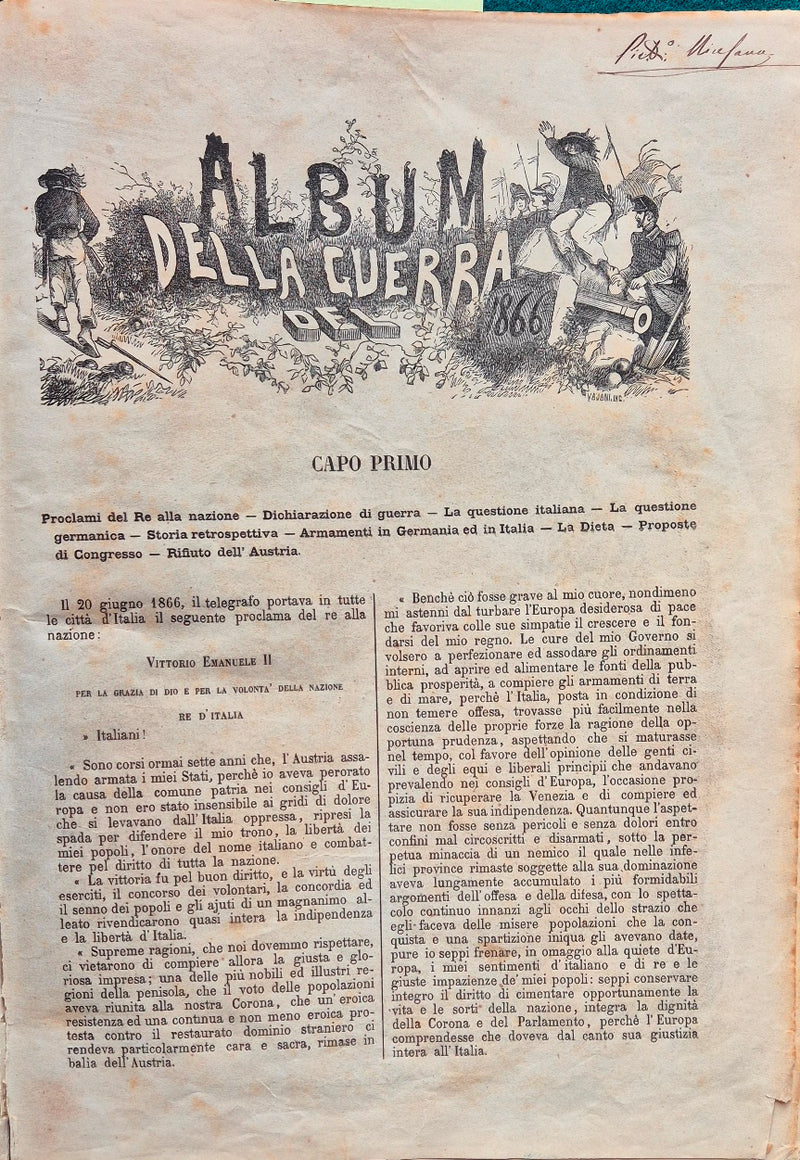 ALBUM
DELLA GUERRA
DEL
1866
CAPO PRIMO
Proclami del Re alla nazione — Dichiarazione di guerra — La questione italiana — La questione
germanica — Storia retrospettiva — Armamenti in Germania ed in Italia — La Dieta — Proposte
di Congresso — Rifiuto dell' Austria.
Il 20 giugno 1866, il telegrafo portava in tutte
le città d'Italia il seguente proclama del re alla
nazione:
VITTORIO EMANUELE II
PER LA GRAZIA DI DIO E PER LA VOLONTA' DELLA NAZIONE
RE D'ITALIA
» Italiani!
« Sono corsi ormai sette anni che, l'Austria assa-
lendo armata i miei Stati, perchè io aveva perorato
la causa della comune patria nei consigli d'Eu-
ropa e non ero stato insensibile ai gridi di dolore
che si levavano dall'Italia oppressa, ripresi la
spada per difendere il mio trono, la libertà dei
miei popoli, l'onore del nome italiano e combat-
tere pel diritto di tutta la nazione.
« La vittoria fu pel buon diritto, e la virtù degli
eserciti, il concorso dei volontari, la concordia ed
il senno dei popoli e gli ajuti di un magnanimo al-
leato rivendicarono quasi intera la indipendenza
e la libertà d'Italia.
« Supreme ragioni, che noi dovemmo rispettare,
ci vietarono di compiere allora la giusta e glo-
riosa impresa; una delle più nobili ed illustri re-
gioni della penisola, che il voto delle popolazioni
aveva riunita alla nostra Corona, che un'eroica
resistenza ed una continua e non meno eroica pro-
testa contro il restaurato dominio straniero ci
rendeva particolarmente cara e sacra, rimase in
balia dell'Austria.
« Benchè ciò fosse grave al mio cuore, nondimeno
mi astenni dal turbare l'Europa desiderosa di pace
che favoriva colle sue simpatie il crescere e il fon-
darsi del mio regno. Le cure del mio Governo si
volsero a perfezionare ed assodare gli ordinamenti
interni, ad aprire ed alimentare le fonti della pub-
blica prosperità, a compiere gli armamenti di terra
e di mare, perchè l'Italia, posta in condizione di
non temere offesa, trovasse più facilmente nella
coscienza delle proprie forze la ragione della op-
portuna prudenza, aspettando che si maturasse
nel tempo, col favore dell'opinione delle genti ci-
vili e degli equi e liberali principii che andavano
prevalendo nei consigli d'Europa, l'occasione pro-
pizia di ricuperare la Venezia e di compiere ed
assicurare la sua indipendenza. Quantunque l'aspet-
tare non fosse senza pericoli e senza dolori entro
confini mal circoscritti e disarmati, sotto la per-
petua minaccia di un nemico il quale nelle infe-
lici province rimaste soggette alla sua dominazione
aveva lungamente accumulato i più formidabili
argomenti dell'offesa e della difesa, con lo spetta-
colo continuo innanzi agli occhi dello strazio che
egli faceva delle misere popolazioni che la con-
quista e una spartizione iniqua gli avevano date,
pure io seppi frenare, in omaggio alla quiete d'Eu-
ropa, i miei sentimenti d'italiano e di re e le
giuste impazienze de' miei popoli: seppi conservare
integro il diritto di cimentare opportunamente la
vita e le sorti della nazione, integra la dignità
della Corona e del Parlamento, perchè l'Europa
comprendesse che doveva dal canto sua giustizia
intera all'Italia.